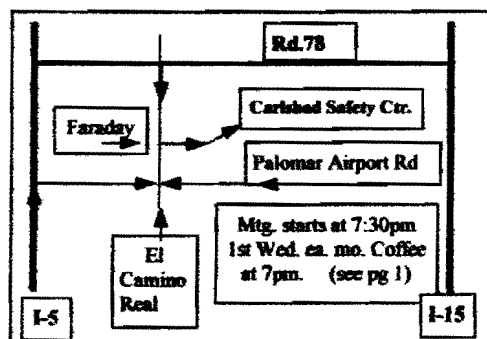 Rd.78
Carlsbad Safety Ctr.
Faraday
Palomar Airport Rd
Mtg. starts at 7:30pm
1st Wed. ea. mo. Coffee
at 7pm. (see pg 1)
El
Camino
Real
I-5
I-15